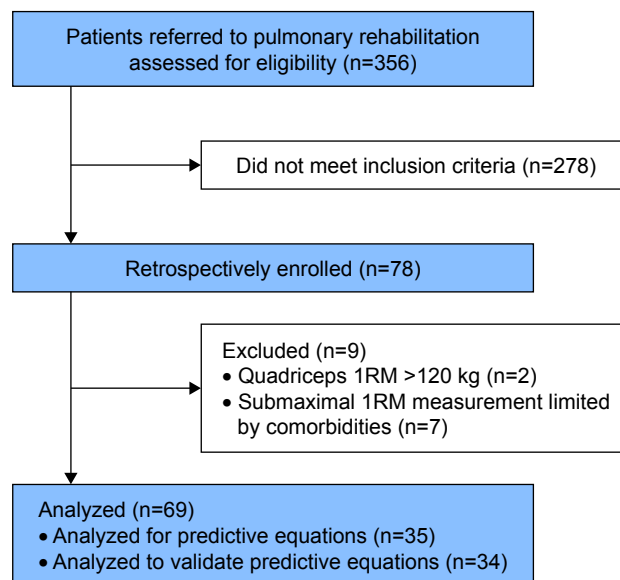 Patients referred to pulmonary rehabilitation
assessed for eligibility (n=356)
Did not meet inclusion criteria (n=278)
Retrospectively enrolled (n=78)
Excluded (n=9)
• Quadriceps 1RM >120 kg (n=2)
• Submaximal 1RM measurement limited
by comorbidities (n=7)
Analyzed (n=69)
• Analyzed for predictive equations (n=35)
• Analyzed to validate predictive equations (n=34)